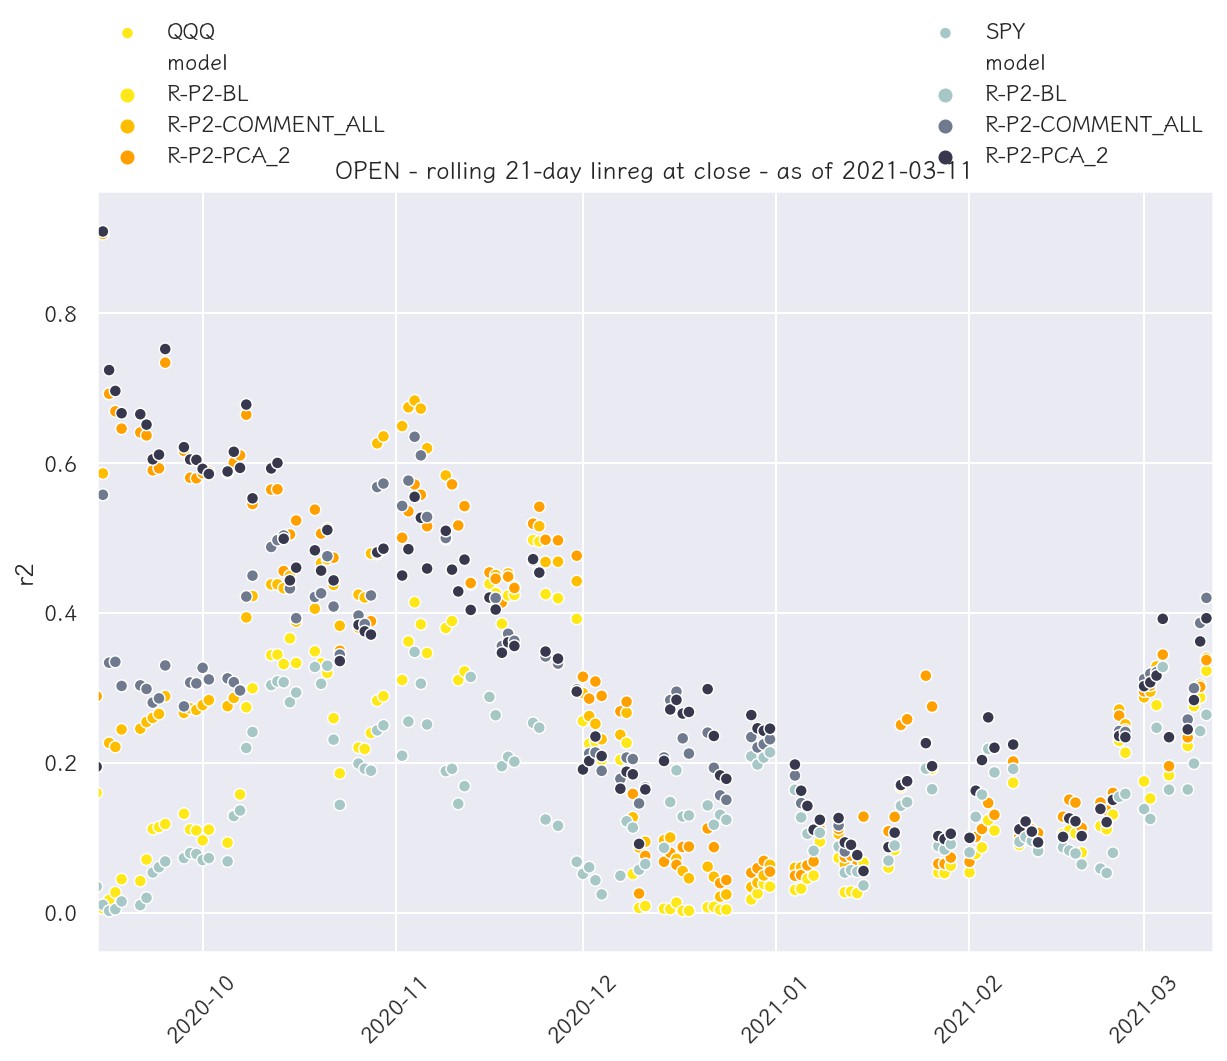 QQQ
model
R-P2-BL
R-P2-COMMENT_ALL
R-P2-PCA_2
SPY
model
R-P2-BL
R-P2-COMMENT_ALL
R-P2-PCA_2
OPEN - rolling 21-day linreg at close - as of 2021-03-11
r2
0.8
0.6
0.4
0.2
0.0
2020-10
2020-11
2020-12
2021-01
2021-02
2021-03